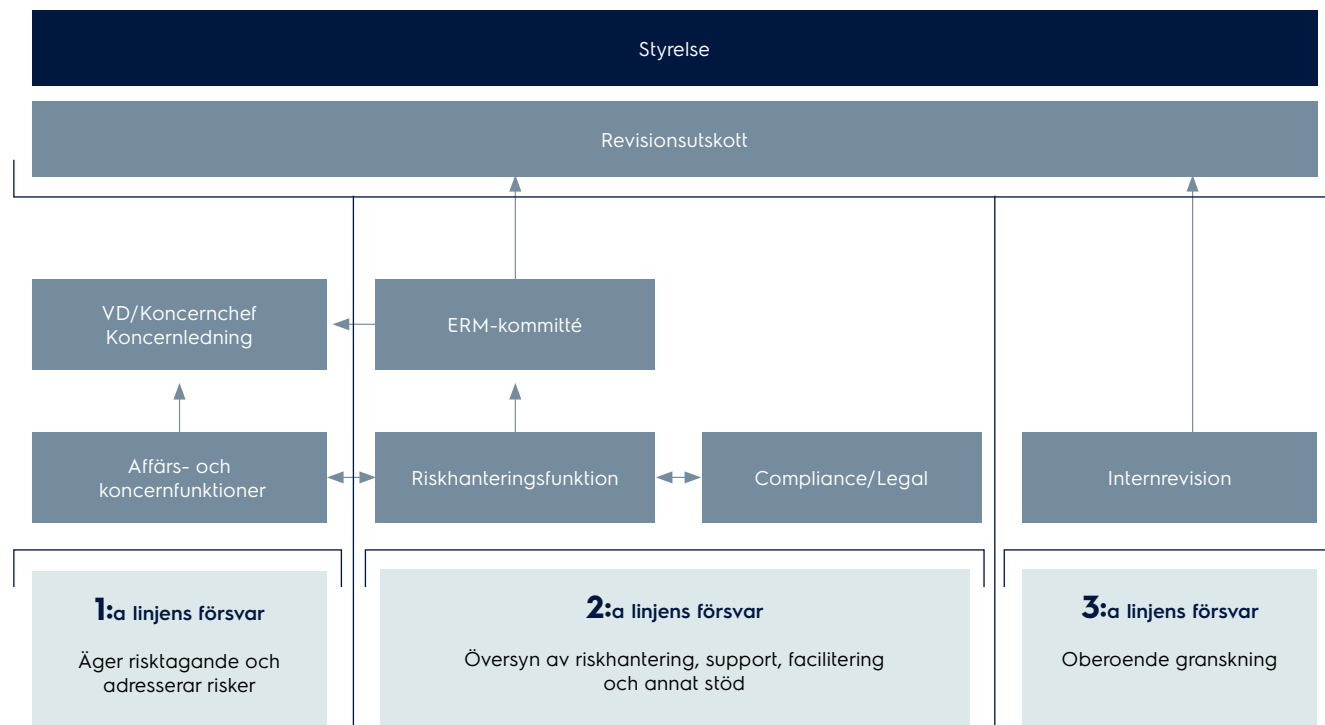 Styrelse
Revisionsutskott
VD/Koncernchef
Koncernledning
ERM-kommitté
Affärs- och
koncernfunktioner
Riskhanteringsfunktion
Compliance/Legal
Internrevision
1:a linjens försvar
Äger risktagande och
adresserar risker
2:a linjens försvar
Översyn av riskhantering, support, facilitering
och annat stöd
3:a linjens försvar
Oberoende granskning